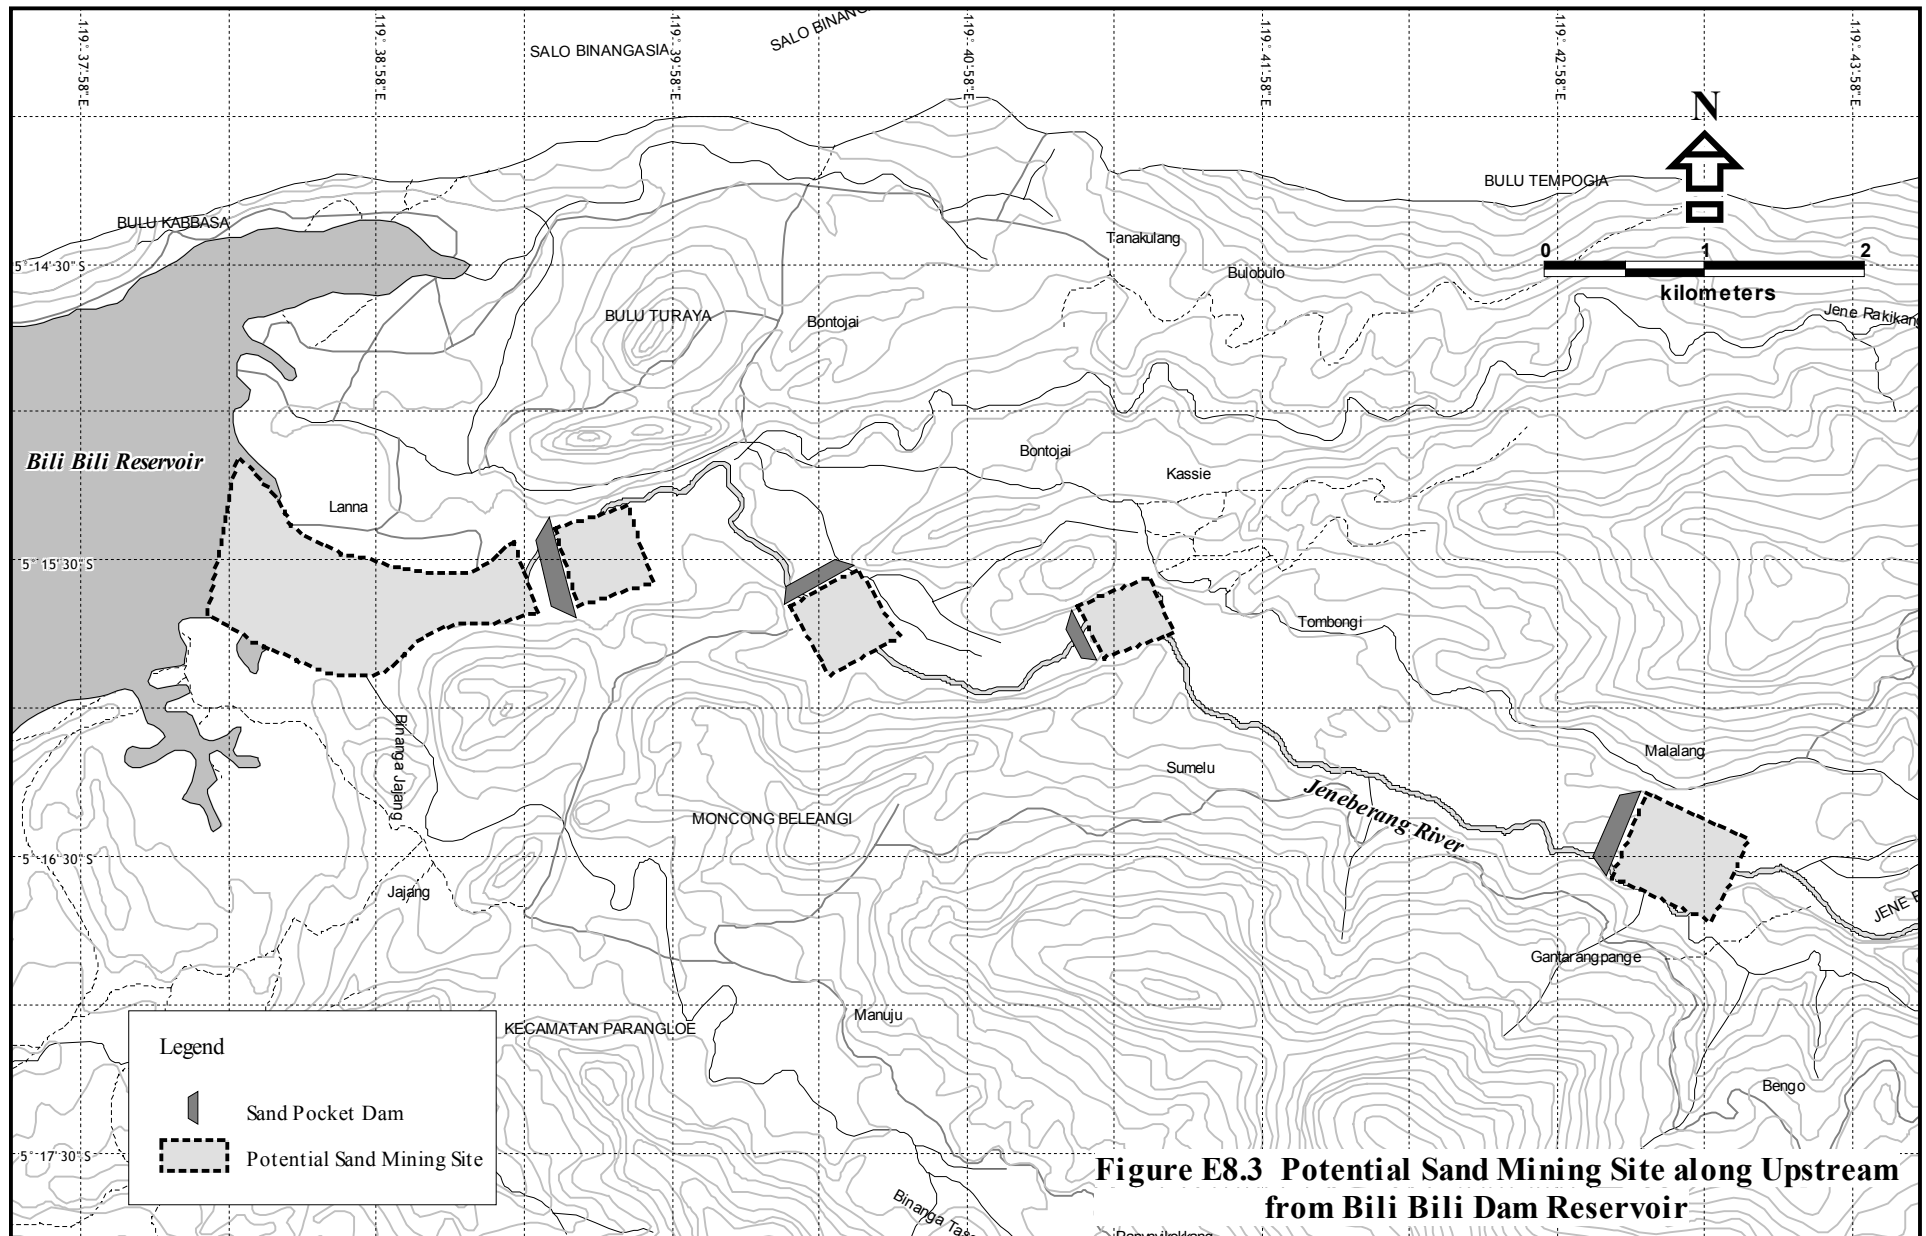 119° 37'58"E
119° 38'58"E
119° 39'58"E
119° 40'58"E
119° 41'58"E
119° 42'58"E
119° 43'58"E
SALO BINANGASIA
N
BULU TEMPOGIA
BULU KABBASA
Tanakulang
5° 14'30" S
Bulobulo
0 1 2
kilometers
BULU TURAYA
Bontojai
Bili Bili Reservoir
Bontojai
Kassie
Lanna
5° 15'30" S
Tombongi
Binanga Jajang
Malalang
Sumelu
Jeneberang River
MONCONG BELEANGI
5° 16'30" S
Jajang
JENE
Gantarangpange
Manuju
KECAMATAN PARANGLOE
Legend
Sand Pocket Dam
Potential Sand Mining Site
Bengo
5° 17'30" S
Binanga
Figure E8.3 Potential Sand Mining Site along Upstream
from Bili Bili Dam Reservoir